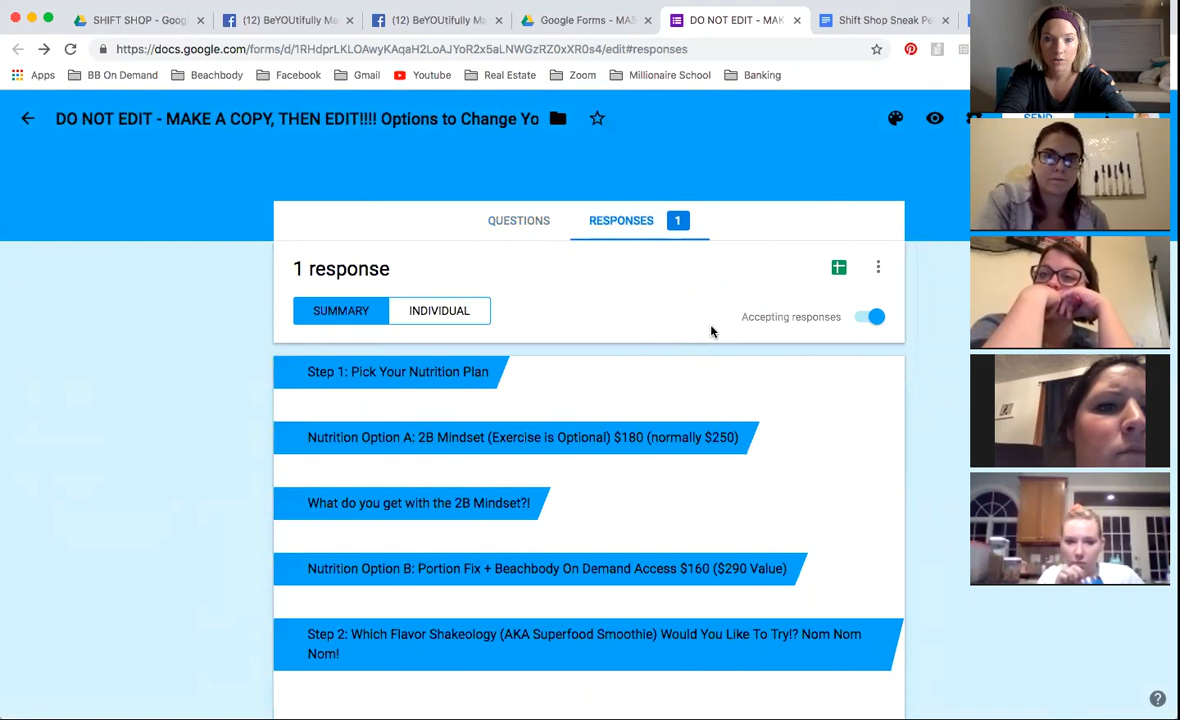 SHIFT SHOP - Goog
(12) BeYOUtifully M
(12) BeYOUtifully M
Google Forms - MAS
DO NOT EDIT - MAK
Shift Shop Sneak Pe
https://docs.google.com/forms/d/1RHdprLKLOAwyKAqaH2LoAJYoR2x5aLNWGzRZ0xXR0s4/edit#responses
Apps BB On Demand Beachbody Facebook Gmail Youtube Real Estate Zoom Millionaire School Banking
DO NOT EDIT - MAKE A COPY, THEN EDIT!!!! Options to Change Yo
SEND
QUESTIONS RESPONSES 1
1 response
SUMMARY INDIVIDUAL
Accepting responses
Step 1: Pick Your Nutrition Plan
Nutrition Option A: 2B Mindset (Exercise is Optional) $180 (normally $250)
What do you get with the 2B Mindset?!
Nutrition Option B: Portion Fix + Beachbody On Demand Access $160 ($290 Value)
Step 2: Which Flavor Shakeology (AKA Superfood Smoothie) Would You Like To Try!? Nom Nom
Nom!